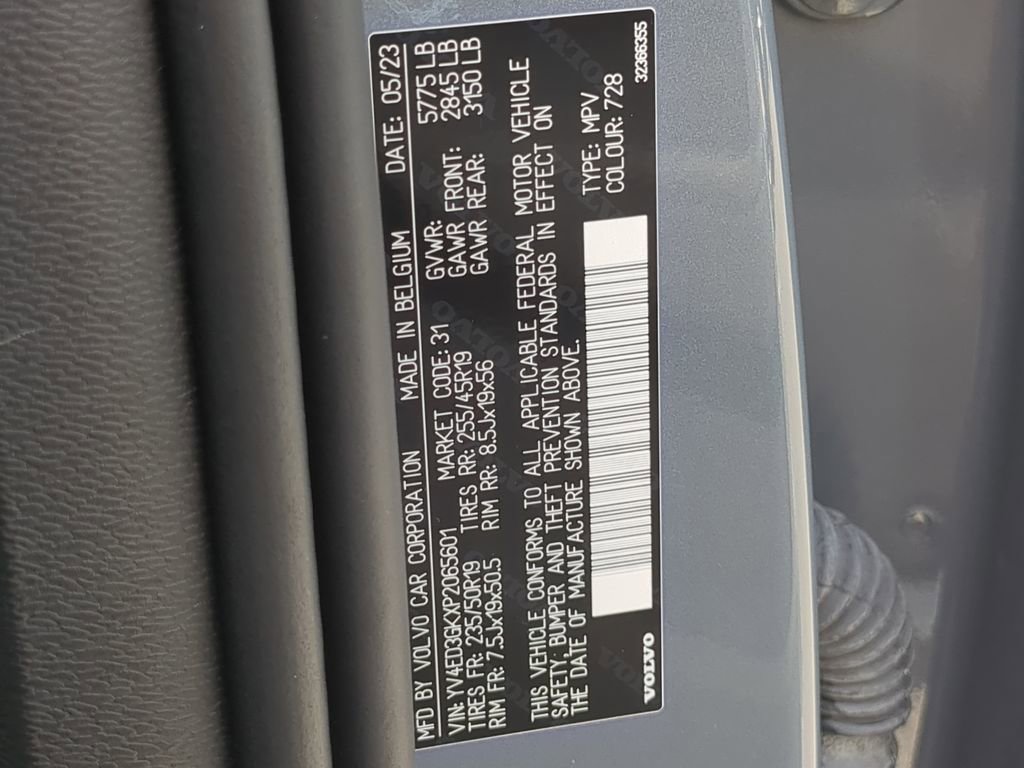 MFD BY VOLVO CAR CORPORATION MADE IN BELGIUM DATE: 05/23
VIN: YV4ED3GKXP2065601 MARKET CODE: 31 GVWR: 5775 LB
TIRES FR: 235/50R19 TIRES RR: 255/45R19 GAWR FRONT: 2845 LB
RIM FR: 7.5Jx19x50.5 RIM RR: 8.5Jx19x56 GAWR REAR: 3150 LB
THIS VEHICLE CONFORMS TO ALL APPLICABLE FEDERAL MOTOR VEHICLE
SAFETY, BUMPER AND THEFT PREVENTION STANDARDS IN EFFECT ON
THE DATE OF MANUFACTURE SHOWN ABOVE.
TYPE: MPV
COLOUR: 728
VOLVO 32366355